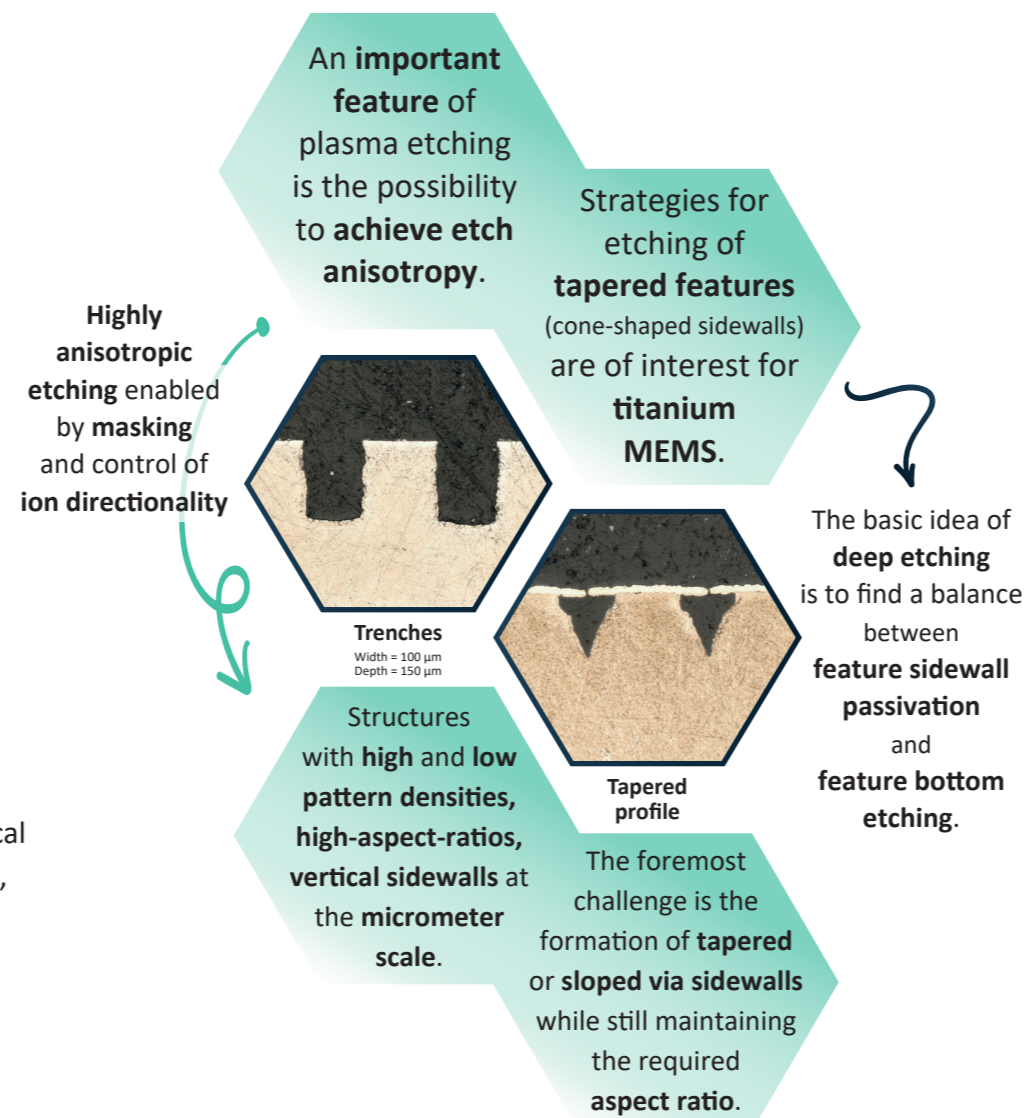 An important
feature of
plasma etching
is the possibility
to achieve etch
anisotropy.
Strategies for
etching of
tapered features
(cone-shaped sidewalls)
are of interest for
titanium
MEMS.
Highly
anisotropic
etching enabled
by masking
and control of
ion directionality
Trenches
Width = 100 µm
Depth = 150 µm
The basic idea of
deep etching
is to find a balance
between
feature sidewall
passivation
and
feature bottom
etching.
Tapered
profile
Structures
with high and low
pattern densities,
high-aspect-ratios,
vertical sidewalls at
the micrometer
scale.
The foremost
challenge is the
formation of tapered
or sloped via sidewalls
while still maintaining
the required
aspect ratio.
cal
,